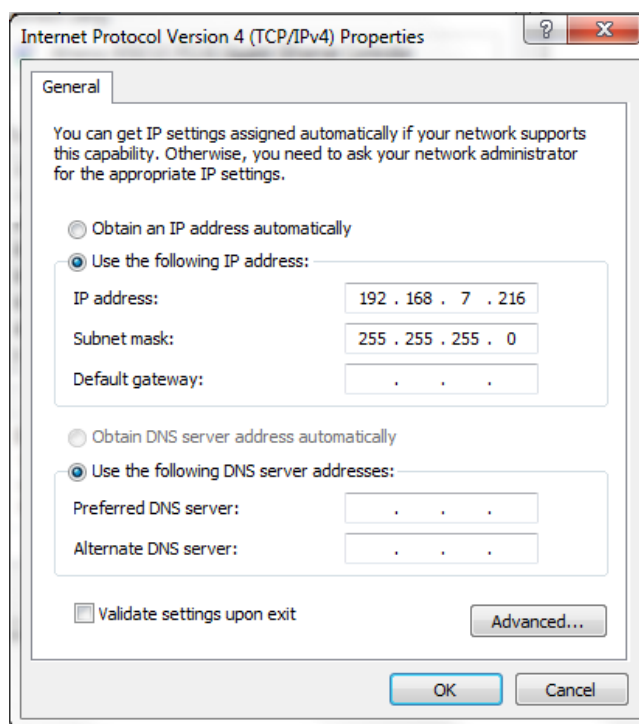 Internet Protocol Version 4 (TCP/IPv4) Properties
General
You can get IP settings assigned automatically if your network supports
this capability. Otherwise, you need to ask your network administrator
for the appropriate IP settings.
Obtain an IP address automatically
Use the following IP address:
IP address: 192 . 168 . 7 . 216
Subnet mask: 255 . 255 . 255 . 0
Default gateway: . . .
Obtain DNS server address automatically
Use the following DNS server addresses:
Preferred DNS server: . . .
Alternate DNS server: . . .
Validate settings upon exit
Advanced...
OK Cancel